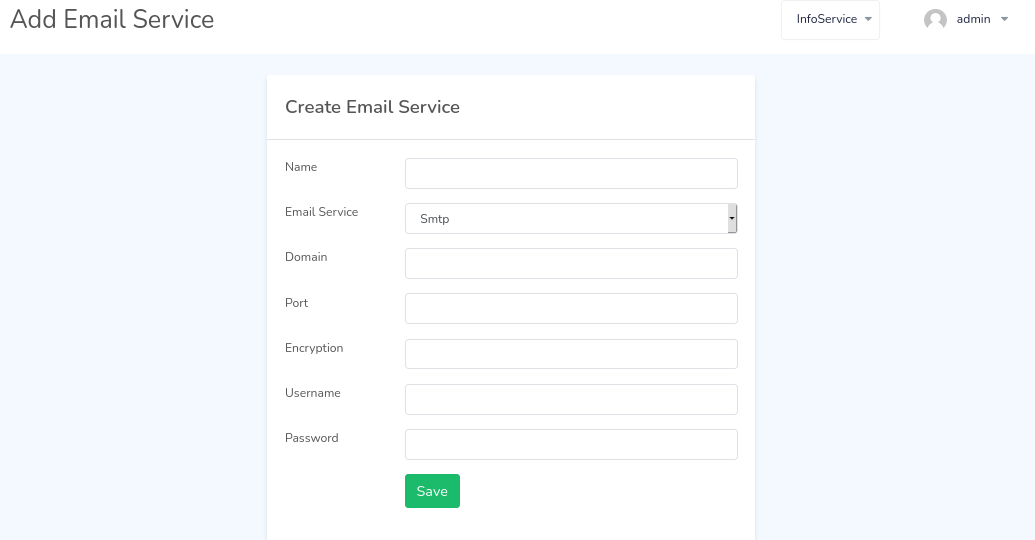 Add Email Service
InfoService
admin
Create Email Service
Name
Email Service
Smtp
Domain
Port
Encryption
Username
Password
Save